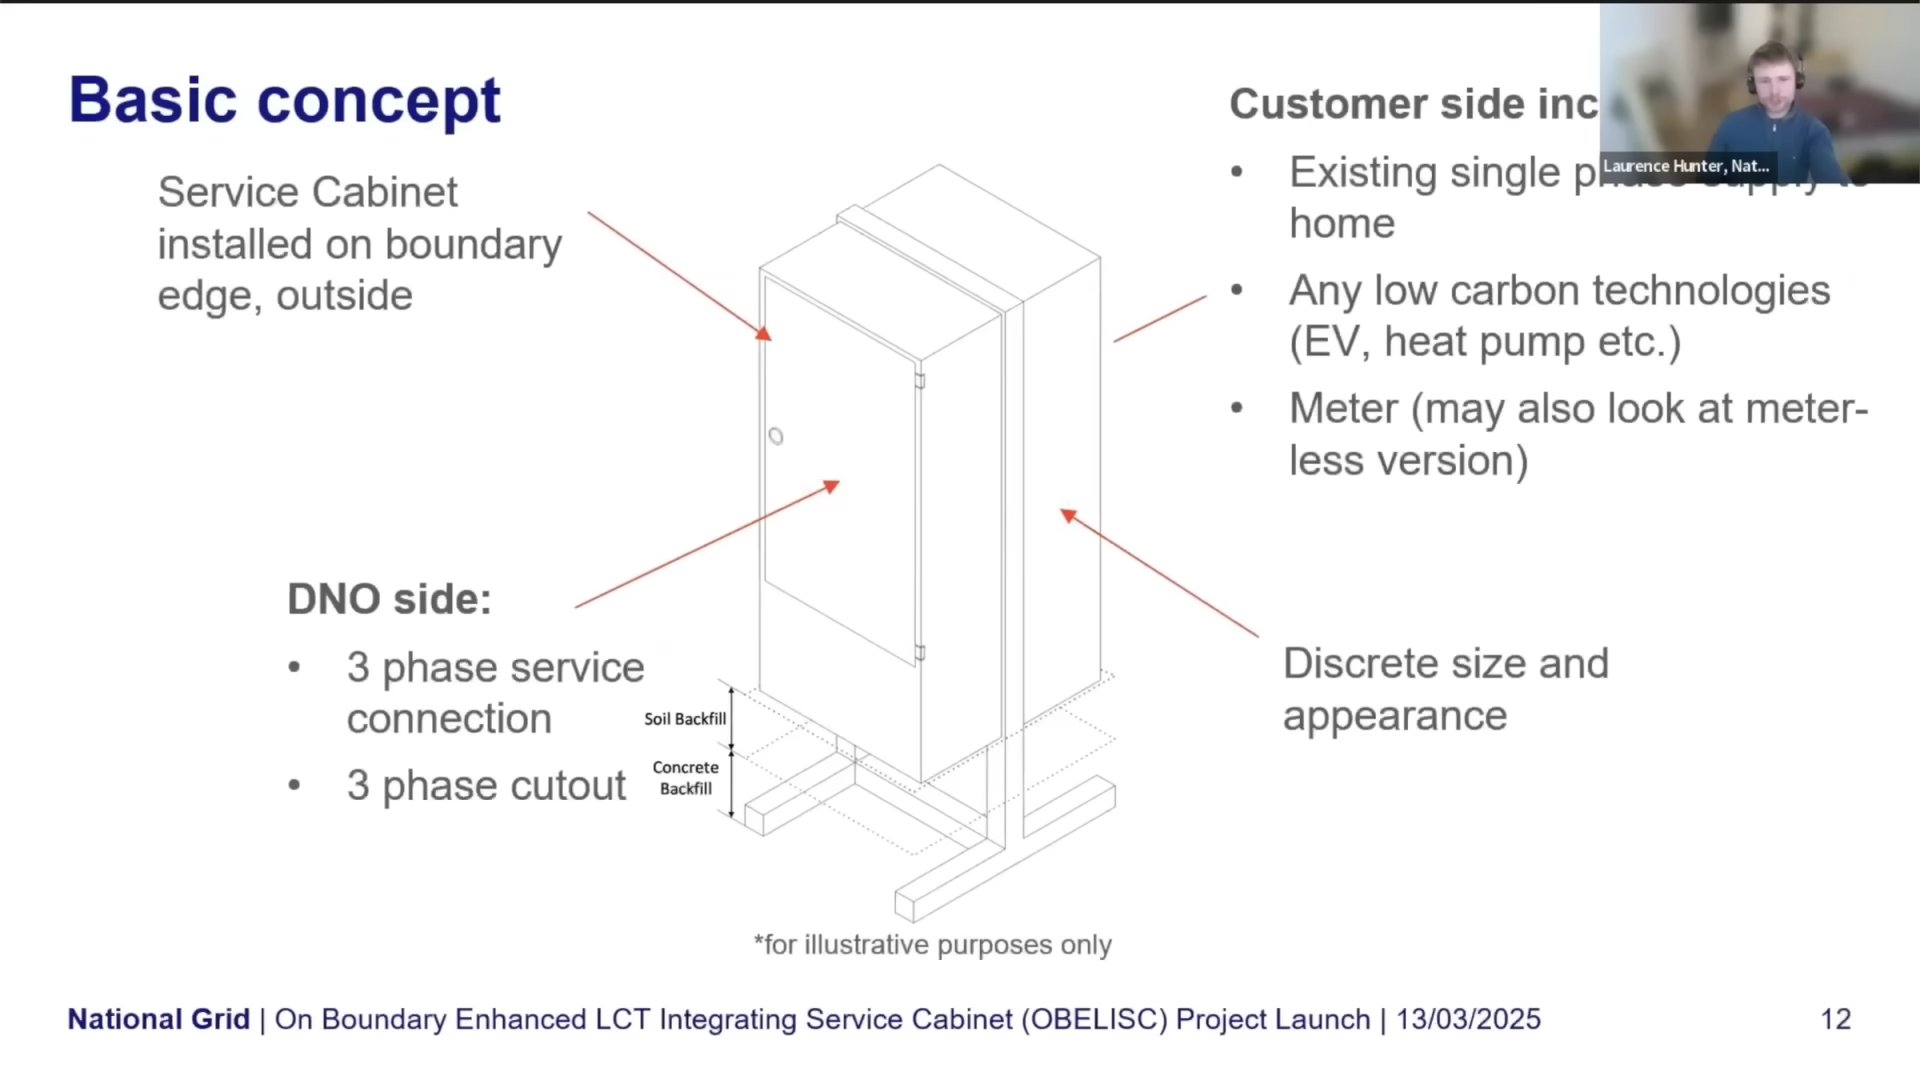 Basic concept
Service Cabinet
installed on boundary
edge, outside
DNO side:
• 3 phase service
connection
• 3 phase cutout
Soil Backfill
Concrete
Backfill
*for illustrative purposes only
Customer side inc
• Existing single phase supply to
home
• Any low carbon technologies
(EV, heat pump etc.)
• Meter (may also look at meter-
less version)
Discrete size and
appearance
Laurence Hunter, Nat...
National Grid | On Boundary Enhanced LCT Integrating Service Cabinet (OBELISC) Project Launch | 13/03/2025
12